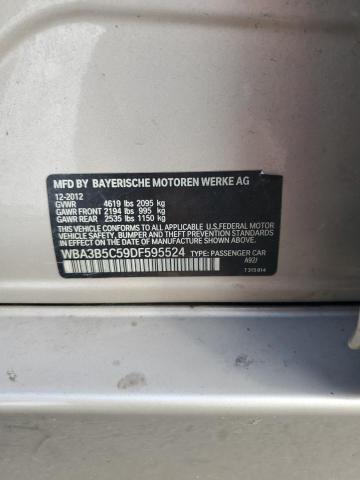 MFD BY BAYERISCHE MOTOREN WERKE AG
12-2012
GVWR 4619 lbs 2095 kg
GAWR FRONT 2194 lbs 995 kg
GAWR REAR 2535 lbs 1150 kg
THIS VEHICLE CONFORMS TO ALL APPLICABLE U.S.FEDERAL MOTOR
VEHICLE SAFETY, BUMPER, AND THEFT PREVENTION STANDARDS
IN EFFECT ON THE DATE OF MANUFACTURE SHOWN ABOVE.
WBA3B5C59DF595524 TYPE: PASSENGER CAR
A92/
T 315 814